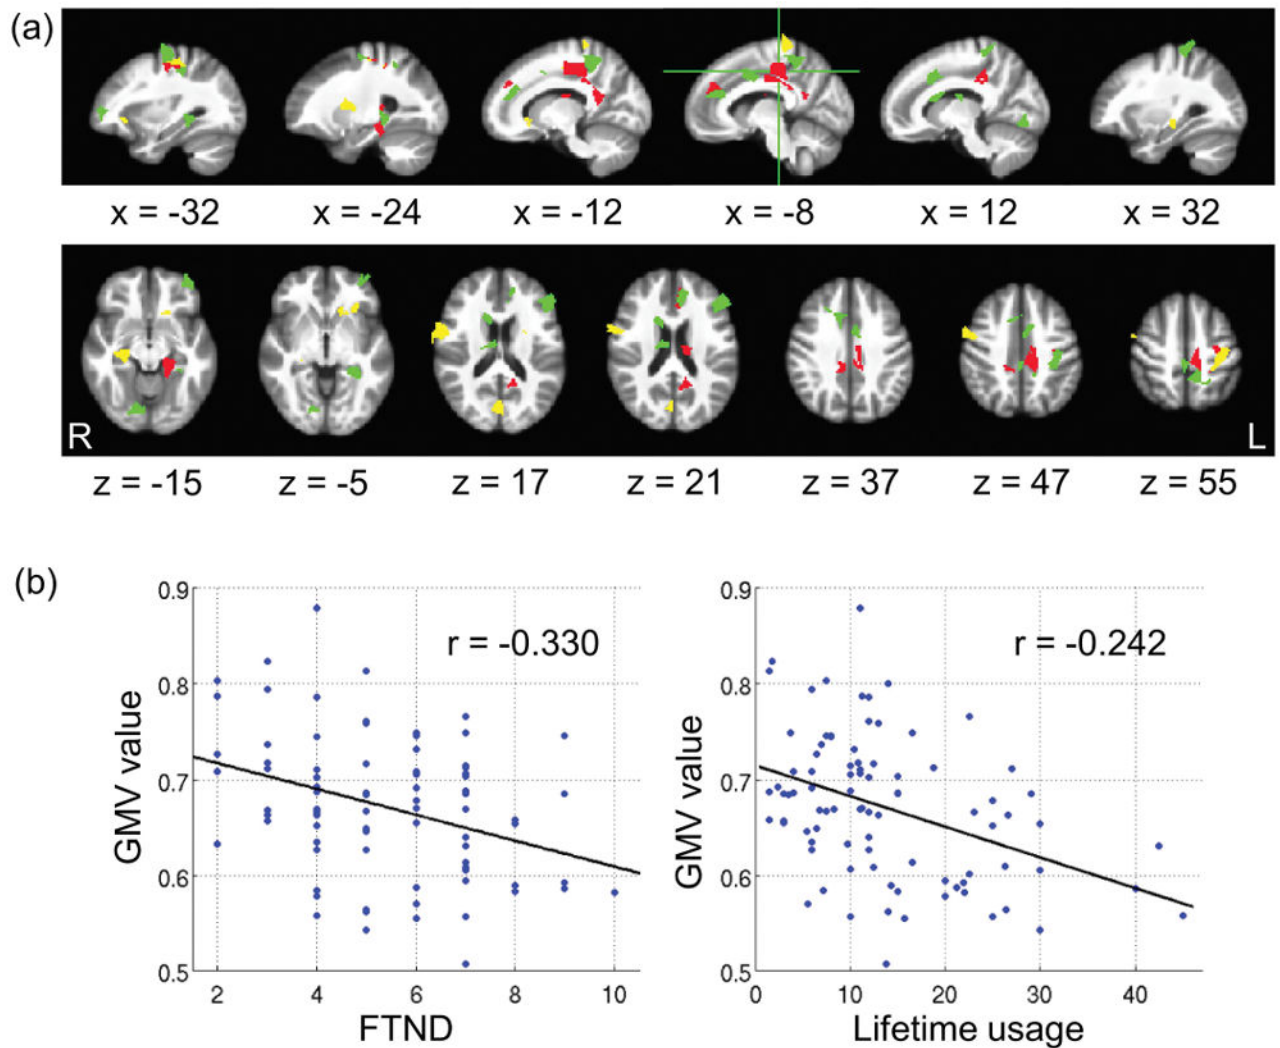 (a)
x = -32 x = -24 x = -12 x = -8 x = 12 x = 32
R L
z = -15 z = -5 z = 17 z = 21 z = 37 z = 47 z = 55
(b)
0.9
0.8
0.7
0.6
0.5
GMV value
r = -0.330
2 4 6 8 10
FTND
0.9
0.8
0.7
0.6
0.5
GMV value
r = -0.242
0 10 20 30 40
Lifetime usage